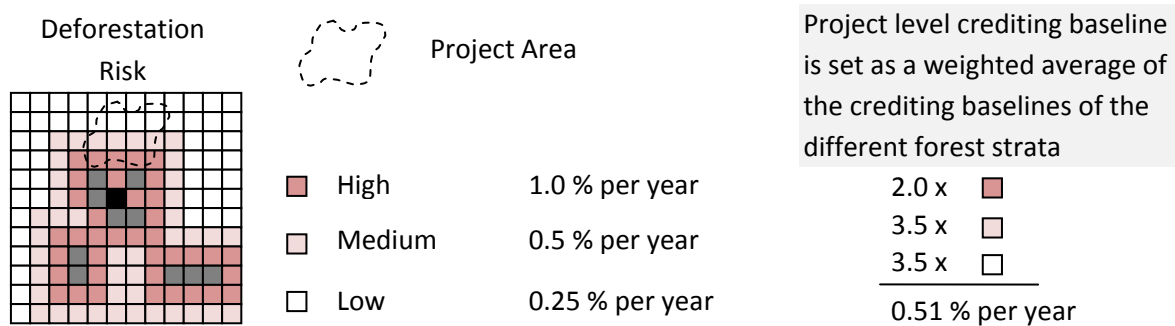 Deforestation
Risk
Project Area
High 1.0 % per year
Medium 0.5 % per year
Low 0.25 % per year
Project level crediting baseline
is set as a weighted average of
the crediting baselines of the
different forest strata
2.0 x
3.5 x
3.5 x
0.51 % per year